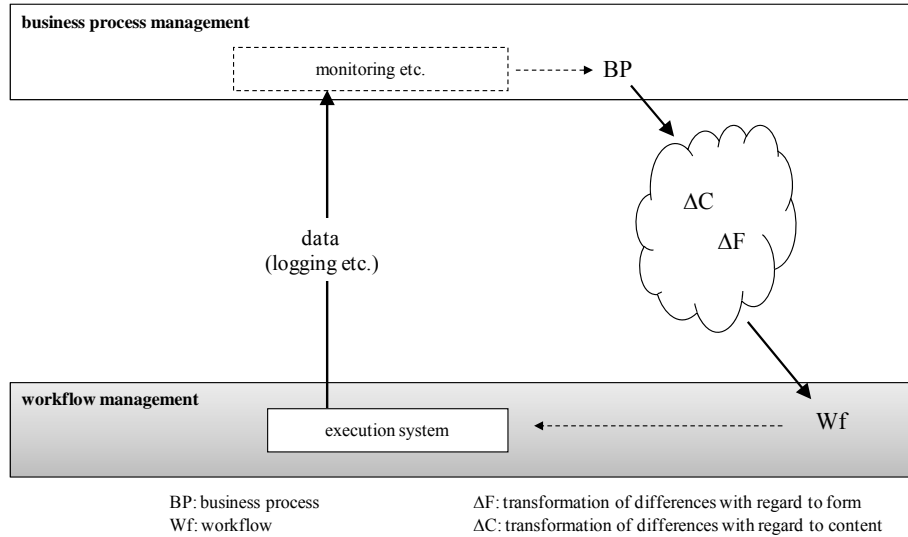 business process management
monitoring etc.
BP
ΔC
ΔF
data
(logging etc.)
workflow management
execution system
Wf
BP: business process
Wf: workflow
ΔF: transformation of differences with regard to form
ΔC: transformation of differences with regard to content